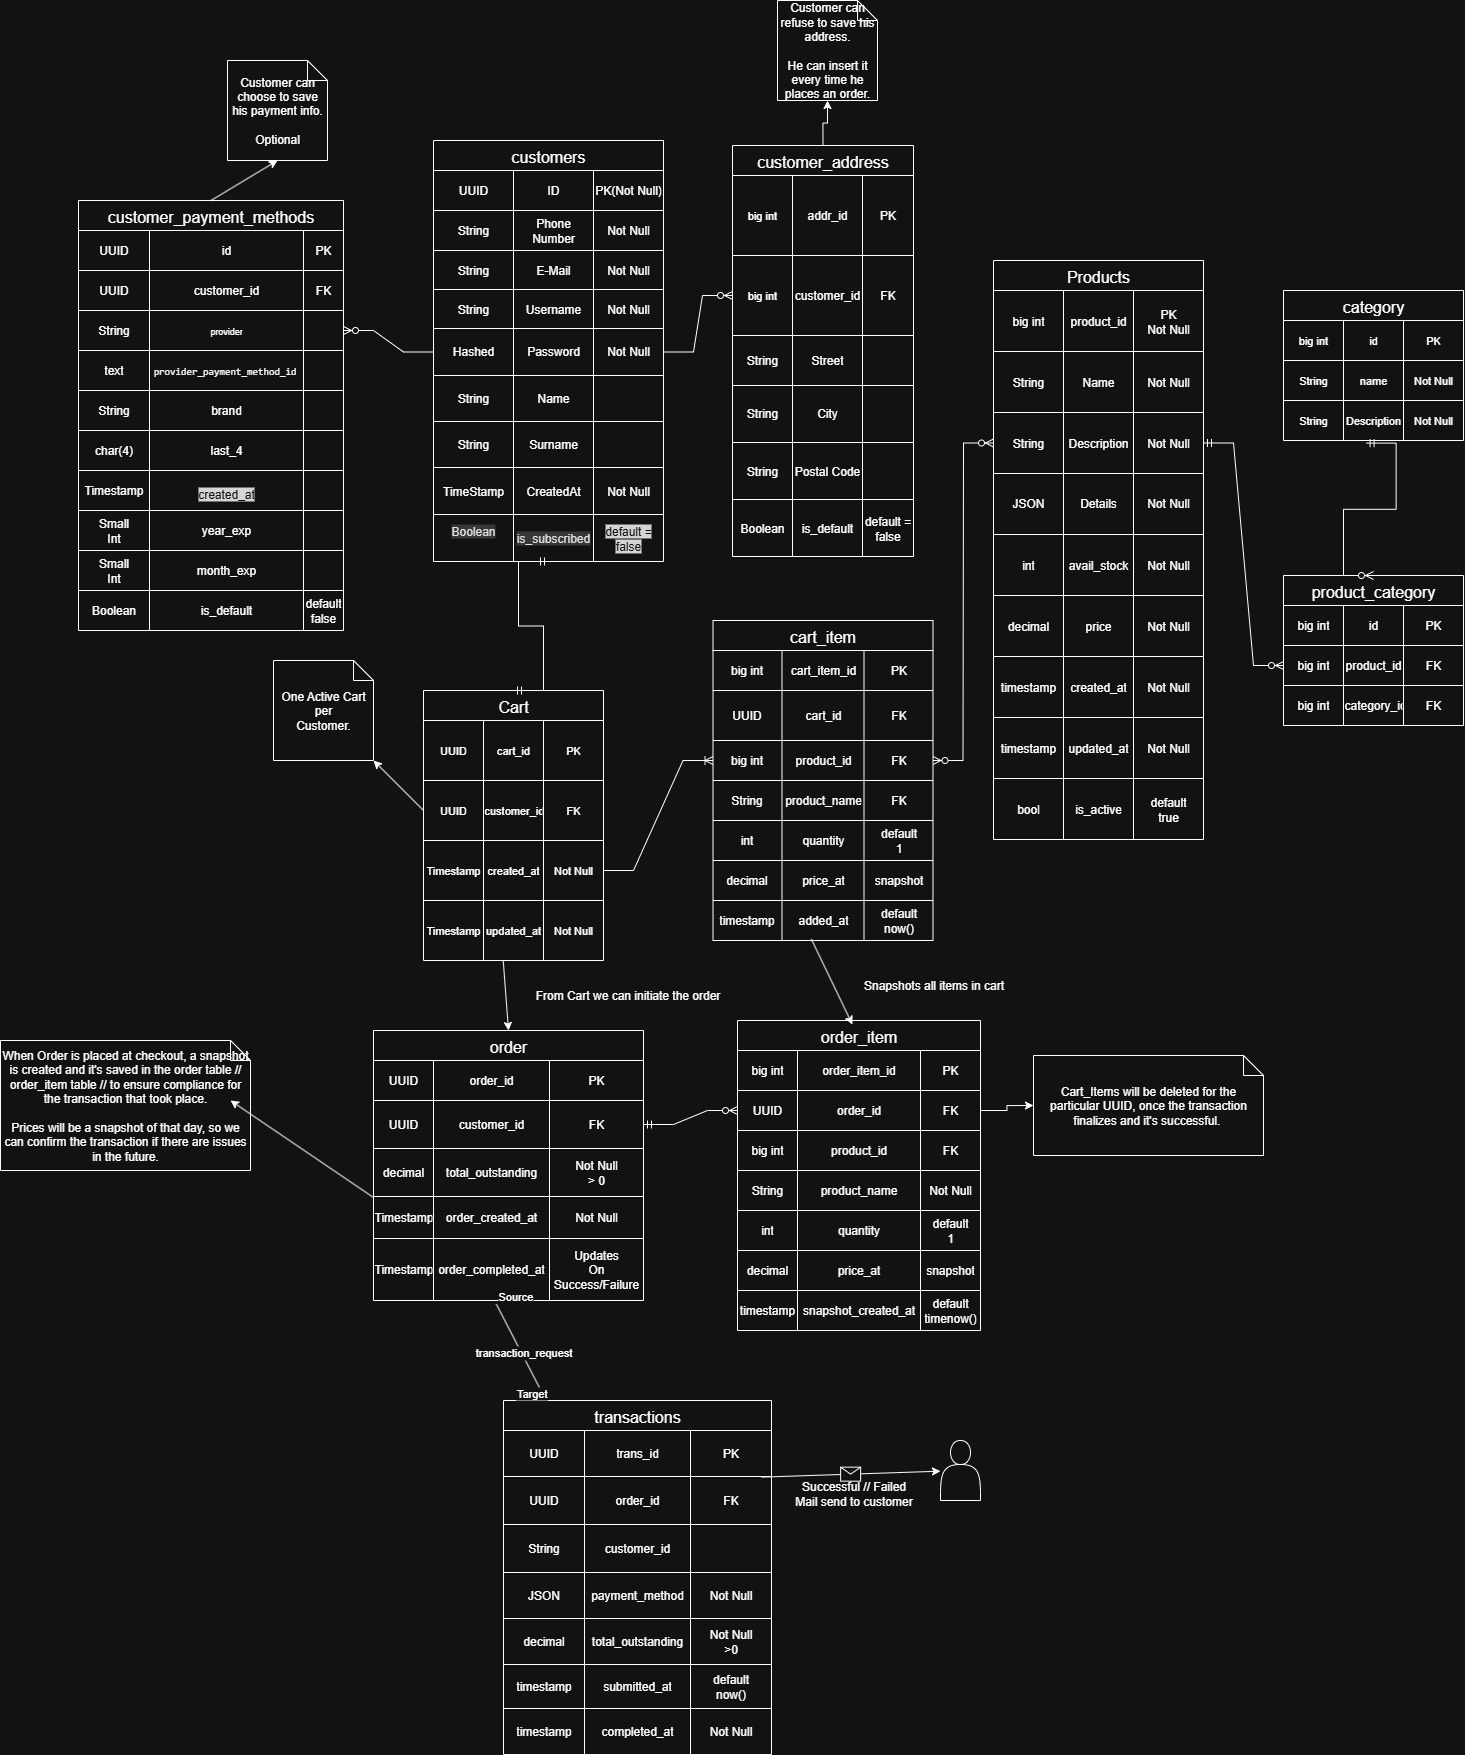 Customer can
refuse to save his
address.
He can insert it
every time he
places an order.
Customer can
choose to save
his payment info.
Optional
customer_payment_methods
UUID id PK
UUID customer_id FK
String provider
text provider_payment_method_id
String brand
char(4) last_4
Timestamp created_at
Small
Int
year_exp
Small
Int
month_exp
Boolean is_default
default
false
customers
UUID ID PK(Not Null)
String
Phone
Number
Not Null
String E-Mail Not Null
String Username Not Null
Hashed Password Not Null
String Name
String Surname
TimeStamp CreatedAt Not Null
Boolean is_subscribed
default =
false
customer_address
big int addr_id PK
big int customer_id FK
String Street
String City
String Postal Code
Boolean is_default
default =
false
Products
big int product_id
PK
Not Null
String Name Not Null
String Description Not Null
JSON Details Not Null
int avail_stock Not Null
decimal price Not Null
timestamp created_at Not Null
timestamp updated_at Not Null
bool is_active
default
true
category
big int id PK
String name Not Null
String Description Not Null
product_category
big int id PK
big int product_id FK
big int category_id FK
One Active Cart
per
Customer.
Cart
UUID cart_id PK
UUID customer_id FK
Timestamp created_at Not Null
Timestamp updated_at Not Null
cart_item
big int cart_item_id PK
UUID cart_id FK
big int product_id FK
String product_name FK
int quantity
default
1
decimal price_at snapshot
timestamp added_at
default
now()
From Cart we can initiate the order
Snapshots all items in cart
When Order is placed at checkout, a snapshot
is created and it's saved in the order table //
order_item table // to ensure compliance for
the transaction that took place.
Prices will be a snapshot of that day, so we
can confirm the transaction if there are issues
in the future.
order
UUID order_id PK
UUID customer_id FK
decimal total_outstanding
Not Null
> 0
Timestamp order_created_at Not Null
Timestamp order_completed_at
Updates
On
Success/Failure
order_item
big int order_item_id PK
UUID order_id FK
big int product_id FK
String product_name Not Null
int quantity
default
1
decimal price_at snapshot
timestamp snapshot_created_at
default
timenow()
Cart_Items will be deleted for the
particular UUID, once the transaction
finalizes and it's successful.
Source
transaction_request
Target
transactions
UUID trans_id PK
UUID order_id FK
String customer_id
JSON payment_method Not Null
decimal total_outstanding
Not Null
>0
timestamp submitted_at
default
now()
timestamp completed_at Not Null
Successful // Failed
Mail send to customer